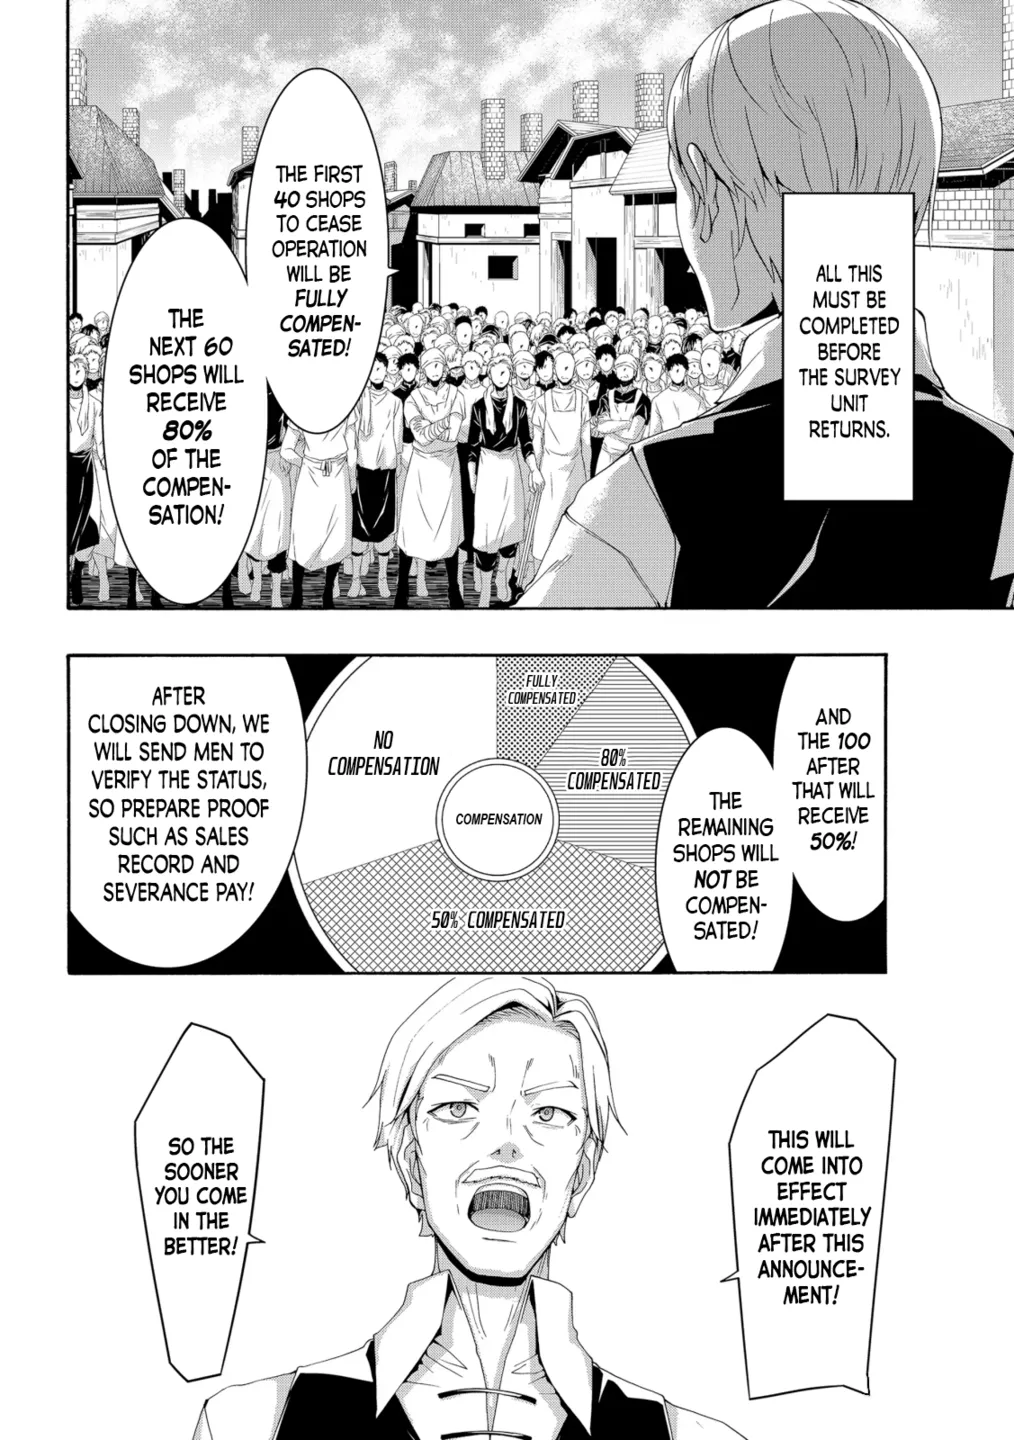 ALL THIS
MUST BE
COMPLETED
BEFORE
THE SURVEY
UNIT
RETURNS.
THE FIRST
40 SHOPS
TO CEASE
OPERATION
WILL BE
FULLY
COMPEN-
SATED!
THE
NEXT 60
SHOPS WILL
RECEIVE
80%
OF THE
COMPEN-
SATION!
AND
THE 100
AFTER
THAT WILL
RECEIVE
50%!
THE
REMAINING
SHOPS WILL
NOT BE
COMPEN-
SATED!
FULLY
COMPENSATED
80%
COMPENSATED
50% COMPENSATED
NO
COMPENSATION
COMPENSATION
AFTER
CLOSING DOWN, WE
WILL SEND MEN TO
VERIFY THE STATUS,
SO PREPARE PROOF
SUCH AS SALES
RECORD AND
SEVERANCE PAY!
THIS WILL
COME INTO
EFFECT
IMMEDIATELY
AFTER THIS
ANNOUNCE-
MENT!
SO THE
SOONER
YOU COME
IN THE
BETTER!